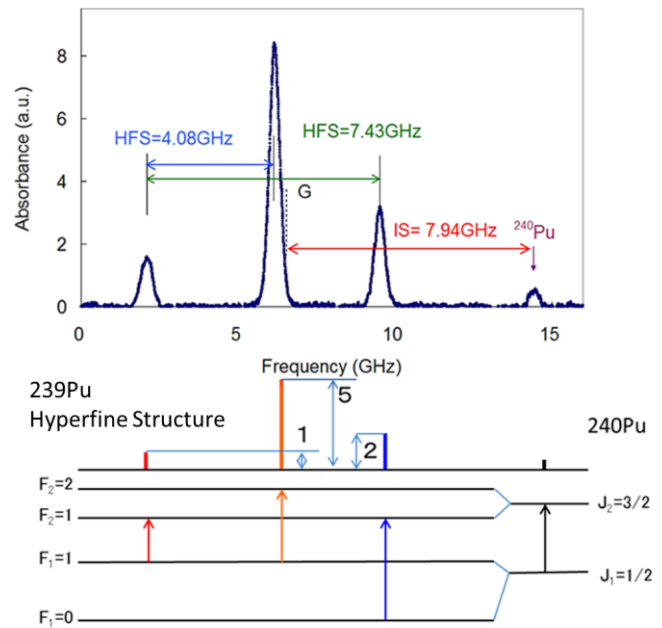 Absorbance (a.u.)
8
6
4
2
0
HFS=4.08GHz
HFS=7.43GHz
G
IS= 7.94GHz
²⁴⁰Pu
0
5
10
15
Frequency (GHz)
239Pu
Hyperfine Structure
240Pu
1
5
2
F₂=2
F₂=1
F₁=1
F₁=0
J₂=3/2
J₁=1/2